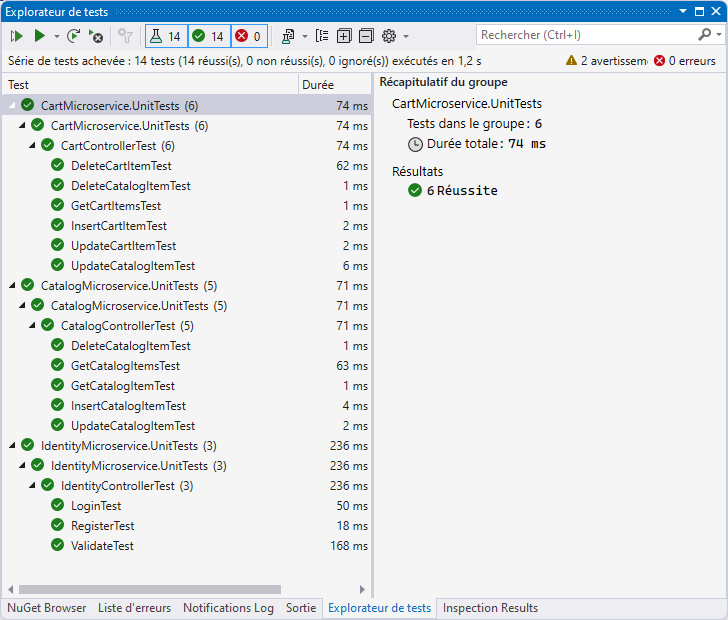 Explorateur de tests
14 14 0 Rechercher (Ctrl+I)
Série de tests achevée : 14 tests (14 réussi(s), 0 non réussi(s), 0 ignoré(s)) exécutés en 1,2 s 2 avertissem 0 erreurs
Test Durée
CartMicroservice.UnitTests (6) 74 ms
CartMicroservice.UnitTests (6) 74 ms
CartControllerTest (6) 74 ms
DeleteCartItemTest 62 ms
DeleteCatalogItemTest 1 ms
GetCartItemsTest 1 ms
InsertCartItemTest 2 ms
UpdateCartItemTest 2 ms
UpdateCatalogItemTest 6 ms
CatalogMicroservice.UnitTests (5) 71 ms
CatalogMicroservice.UnitTests (5) 71 ms
CatalogControllerTest (5) 71 ms
DeleteCatalogItemTest 1 ms
GetCatalogItemsTest 63 ms
GetCatalogItemTest 1 ms
InsertCatalogItemTest 4 ms
UpdateCatalogItemTest 2 ms
IdentityMicroservice.UnitTests (3) 236 ms
IdentityMicroservice.UnitTests (3) 236 ms
IdentityControllerTest (3) 236 ms
LoginTest 50 ms
RegisterTest 18 ms
ValidateTest 168 ms
Récapitulatif du groupe
CartMicroservice.UnitTests
Tests dans le groupe : 6
Durée totale : 74 ms
Résultats
6 Réussite
NuGet Browser Liste d'erreurs Notifications Log Sortie Explorateur de tests Inspection Results